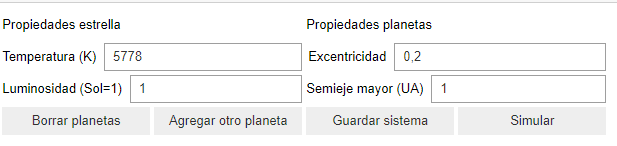 Propiedades estrella Propiedades planetas
Temperatura (K) 5778 Excentricidad 0,2
Luminosidad (Sol=1) 1 Semieje mayor (UA) 1
Borrar planetas Agregar otro planeta Guardar sistema Simular